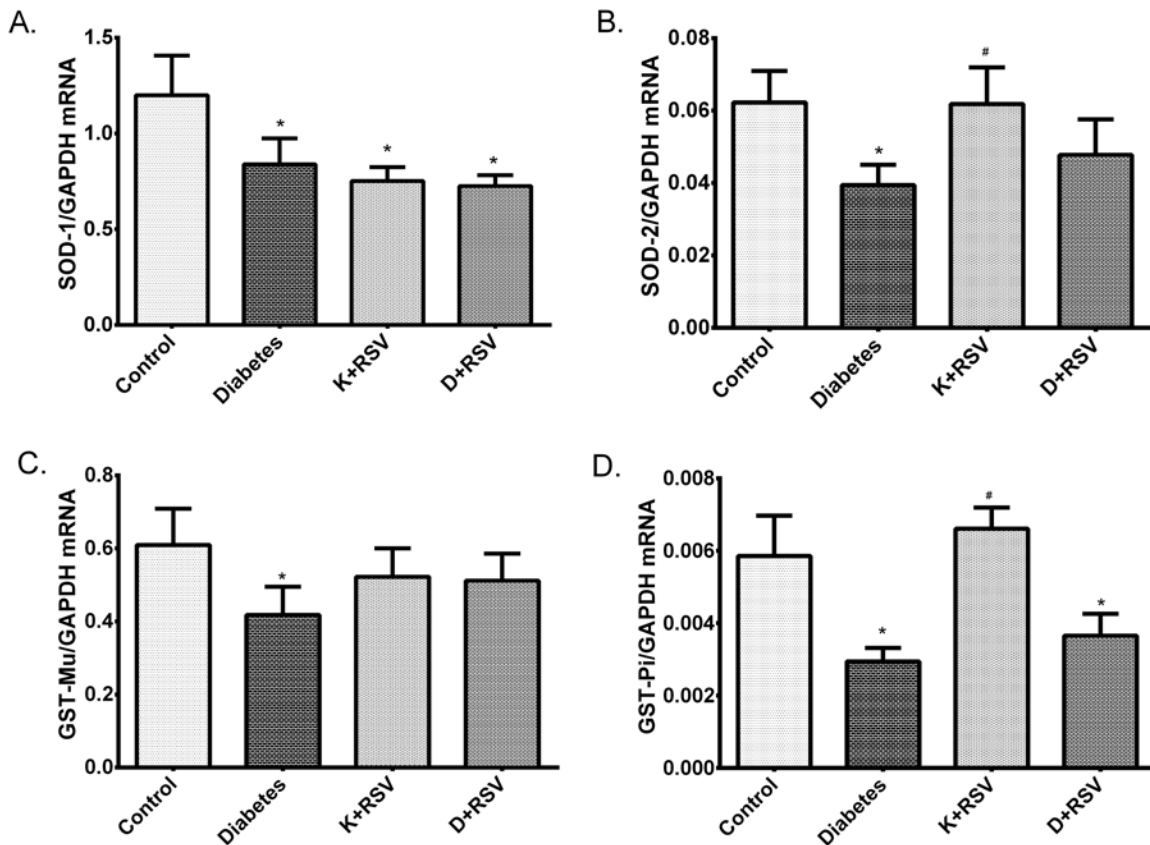 A.
SOD-1/GAPDH mRNA
1.5
1.0
0.5
0.0
*
*
*
Control
Diabetes
K+RSV
D+RSV
B.
SOD-2/GAPDH mRNA
0.08
0.06
0.04
0.02
0.00
*
#
Control
Diabetes
K+RSV
D+RSV
C.
GST-Mu/GAPDH mRNA
0.8
0.6
0.4
0.2
0.0
*
Control
Diabetes
K+RSV
D+RSV
D.
GST-Pi/GAPDH mRNA
0.008
0.006
0.004
0.002
0.000
*
#
*
Control
Diabetes
K+RSV
D+RSV